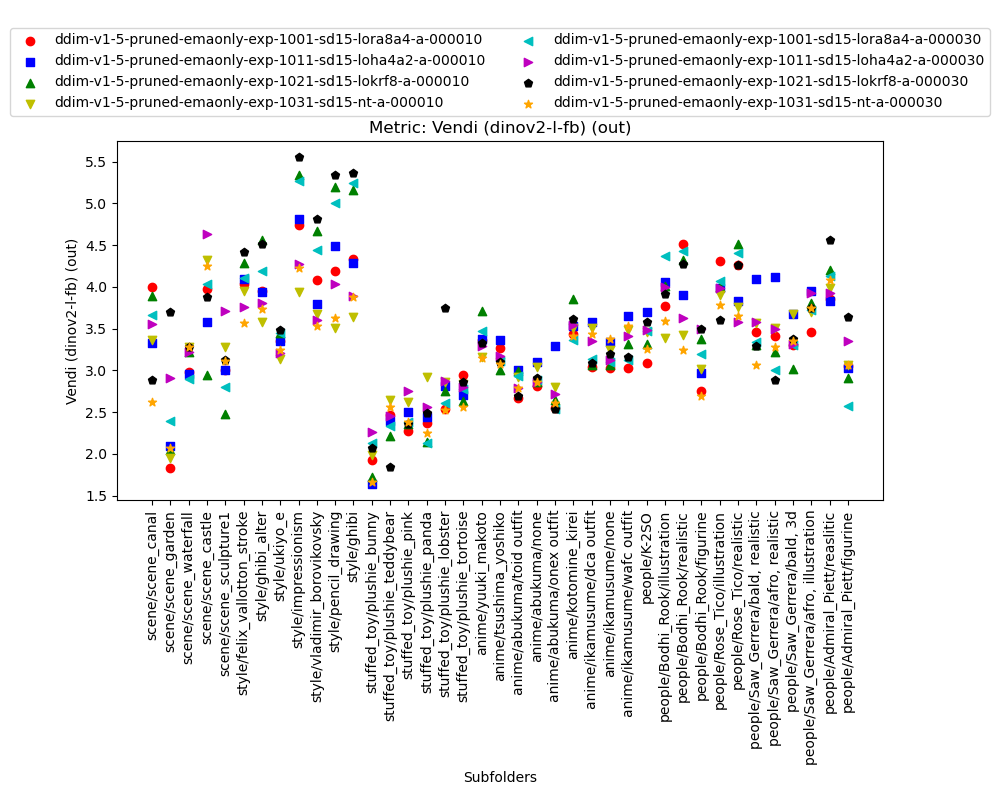 ddim-v1-5-pruned-emaonly-exp-1001-sd15-lora8a4-a-000010
ddim-v1-5-pruned-emaonly-exp-1011-sd15-loha4a2-a-000010
ddim-v1-5-pruned-emaonly-exp-1021-sd15-lokrf8-a-000010
ddim-v1-5-pruned-emaonly-exp-1031-sd15-nt-a-000010
ddim-v1-5-pruned-emaonly-exp-1001-sd15-lora8a4-a-000030
ddim-v1-5-pruned-emaonly-exp-1011-sd15-loha4a2-a-000030
ddim-v1-5-pruned-emaonly-exp-1021-sd15-lokrf8-a-000030
ddim-v1-5-pruned-emaonly-exp-1031-sd15-nt-a-000030
Metric: Vendi (dinov2-l-fb) (out)
Vendi (dinov2-l-fb) (out)
5.5
5.0
4.5
4.0
3.5
3.0
2.5
2.0
1.5
scene/scene_canal
scene/scene_garden
scene/scene_waterfall
scene/scene_castle
scene/scene_sculpture1
style/felix_vallotton_stroke
style/ghibli_alter
style/ukiyo_e
style/impressionism
style/vladimir_borovikovsky
style/pencil_drawing
style/ghibli
stuffed_toy/plushie_bunny
stuffed_toy/plushie_teddybear
stuffed_toy/plushie_pink
stuffed_toy/plushie_panda
stuffed_toy/plushie_lobster
stuffed_toy/plushie_tortoise
anime/yuuki_makoto
anime/tsushima_yoshiko
anime/abukuma/toid outfit
anime/abukuma/none
anime/abukuma/onex outfit
anime/kotomine_kirei
anime/ikamusume/dca outfit
anime/ikamusume/none
anime/ikamusume/wafc outfit
people/K-2SO
people/Bodhi_Rook/illustration
people/Bodhi_Rook/realistic
people/Bodhi_Rook/figurine
people/Rose_Tico/illustration
people/Rose_Tico/realistic
people/Saw_Gerrera/bald, realistic
people/Saw_Gerrera/afro, realistic
people/Saw_Gerrera/bald, 3d
people/Saw_Gerrera/afro, illustration
people/Admiral_Piett/reaslitic
people/Admiral_Piett/figurine
Subfolders